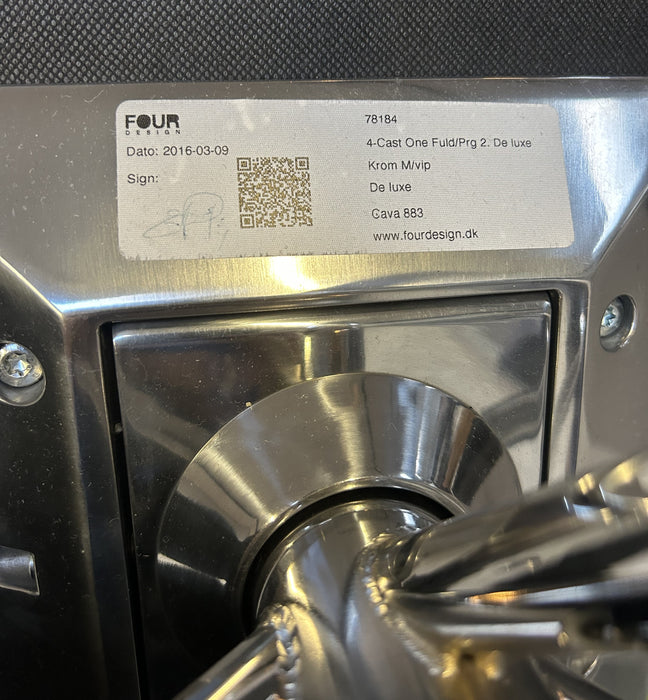 FOUR
DESIGN
Dato: 2016-03-09
Sign:
78184
4-Cast One Fuld/Prg 2. De luxe
Krom M/vip
De luxe
Cava 883
www.fourdesign.dk